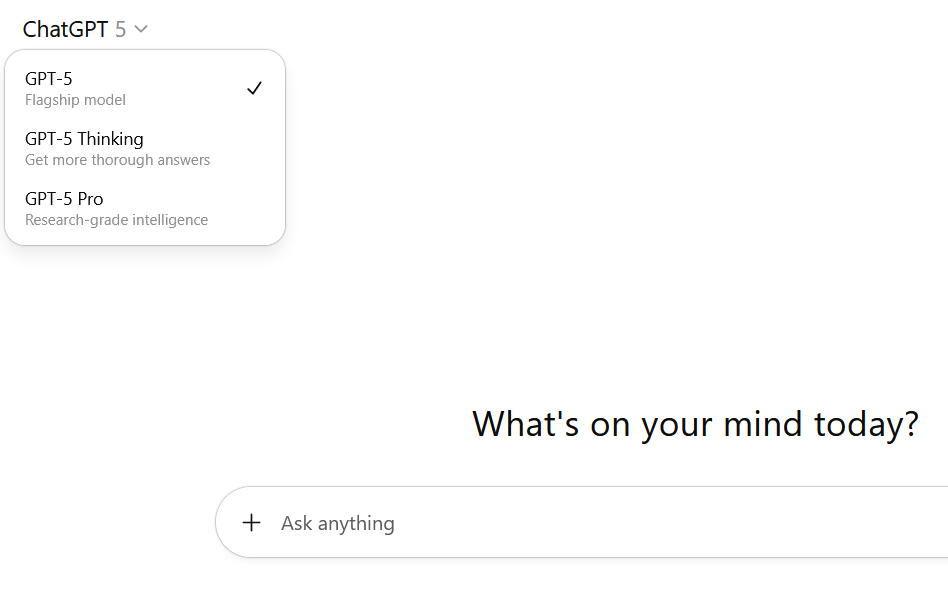 ChatGPT 5
GPT-5
Flagship model
GPT-5 Thinking
Get more thorough answers
GPT-5 Pro
Research-grade intelligence
What's on your mind today?
Ask anything